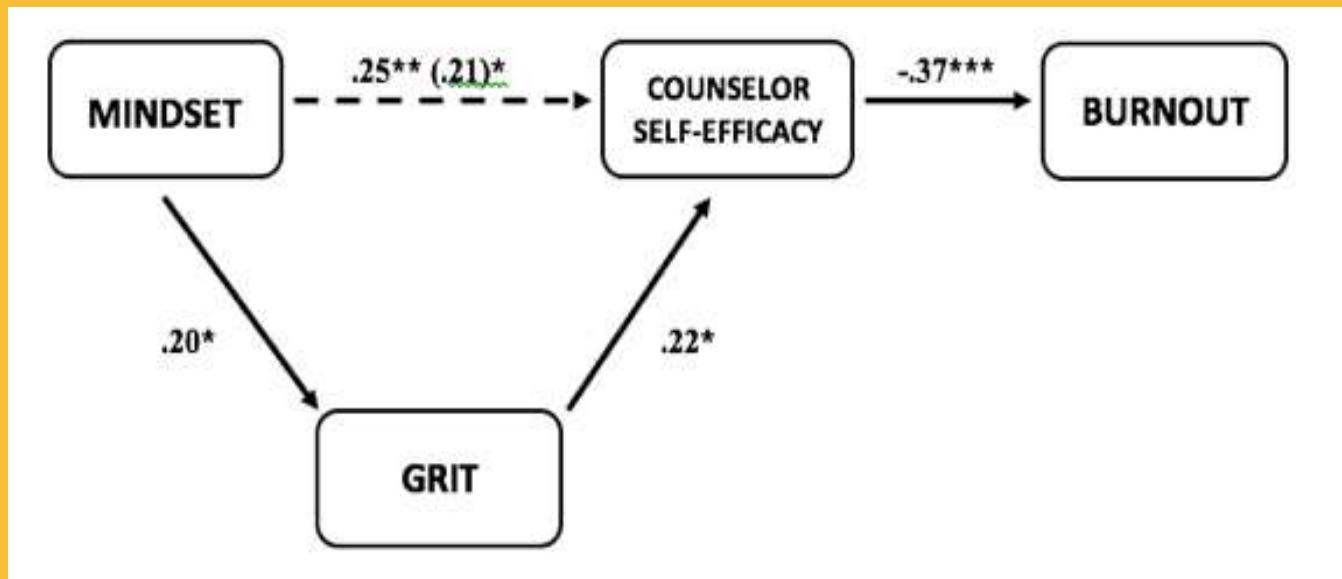 .25** (.21)*
-.37***
MINDSET
COUNSELOR
SELF-EFFICACY
BURNOUT
.20*
.22*
GRIT